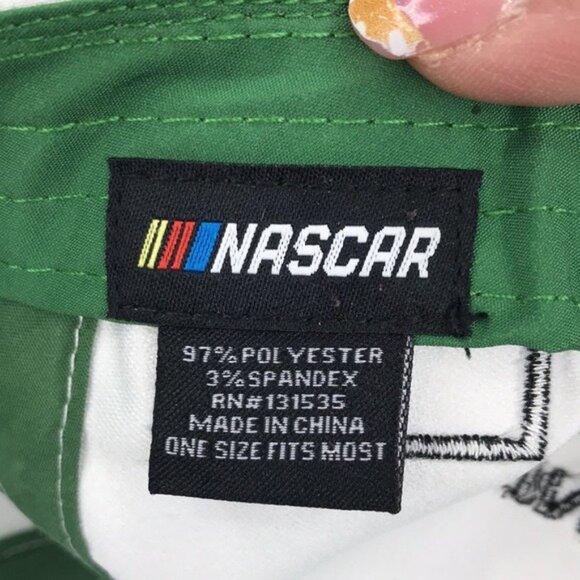 NASCAR
97% POLYESTER
3% SPANDEX
RN#131535
MADE IN CHINA
ONE SIZE FITS MOST